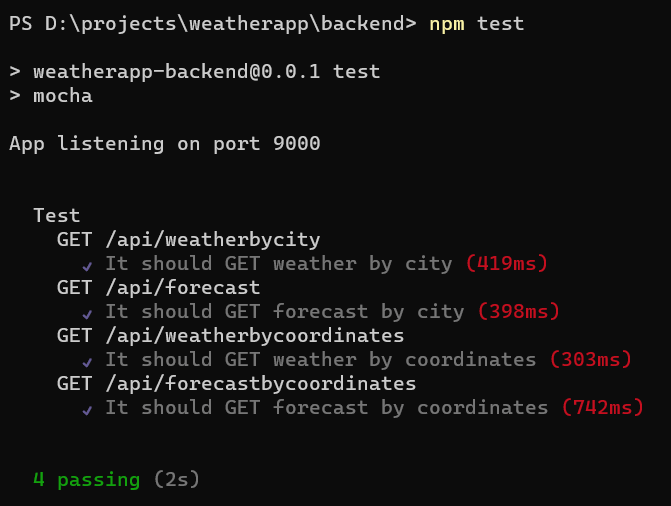 PS D:\projects\weatherapp\backend> npm test
> weatherapp-backend@0.0.1 test
> mocha
App listening on port 9000
Test
GET /api/weatherbycity
✓ It should GET weather by city (419ms)
GET /api/forecast
✓ It should GET forecast by city (398ms)
GET /api/weatherbycoordinates
✓ It should GET weather by coordinates (303ms)
GET /api/forecastbycoordinates
✓ It should GET forecast by coordinates (742ms)
4 passing (2s)